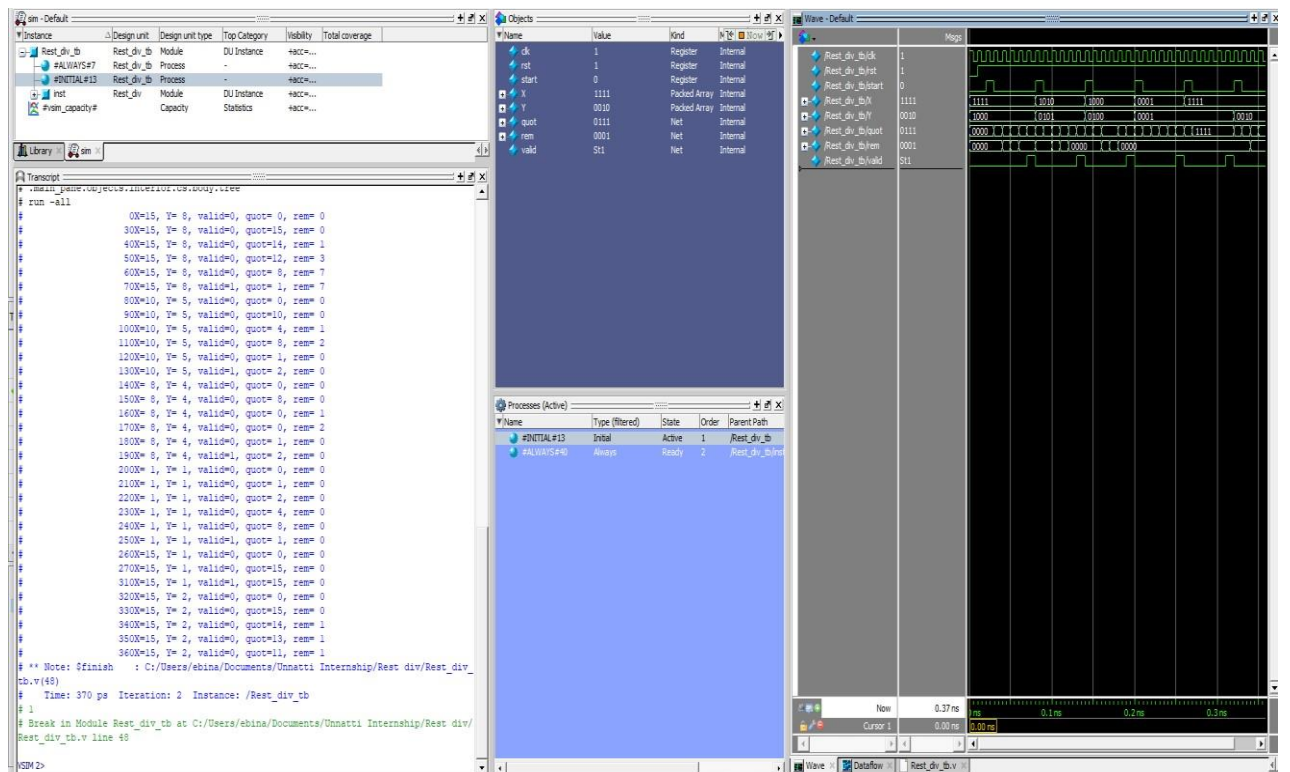 sim - Default
Instance Design unit Design unit type Top Category Visibility Total coverage
Rest_div_tb Rest_div_tb Module DU Instance +acc=...
#ALWAYS#7 Rest_div_tb Process - +acc=...
#INITIAL#13 Rest_div_tb Process - +acc=...
inst Rest_div Module DU Instance +acc=...
#vsim_capacity# Capacity Statistics +acc=...
Library sim
Transcript
# .main_pane.objects.interior.cs.body.tree
# run -all
# 0X=15, Y= 8, valid=0, quot= 0, rem= 0
# 30X=15, Y= 8, valid=0, quot=15, rem= 0
# 40X=15, Y= 8, valid=0, quot=14, rem= 1
# 50X=15, Y= 8, valid=0, quot=12, rem= 3
# 60X=15, Y= 8, valid=0, quot= 8, rem= 7
# 70X=15, Y= 8, valid=1, quot= 1, rem= 7
# 80X=10, Y= 5, valid=0, quot= 0, rem= 0
# 90X=10, Y= 5, valid=0, quot=10, rem= 0
# 100X=10, Y= 5, valid=0, quot= 4, rem= 1
# 110X=10, Y= 5, valid=0, quot= 8, rem= 2
# 120X=10, Y= 5, valid=0, quot= 1, rem= 0
# 130X=10, Y= 5, valid=1, quot= 2, rem= 0
# 140X= 8, Y= 4, valid=0, quot= 0, rem= 0
# 150X= 8, Y= 4, valid=0, quot= 8, rem= 0
# 160X= 8, Y= 4, valid=0, quot= 0, rem= 1
# 170X= 8, Y= 4, valid=0, quot= 0, rem= 2
# 180X= 8, Y= 4, valid=0, quot= 1, rem= 0
# 190X= 8, Y= 4, valid=1, quot= 2, rem= 0
# 200X= 1, Y= 1, valid=0, quot= 0, rem= 0
# 210X= 1, Y= 1, valid=0, quot= 1, rem= 0
# 220X= 1, Y= 1, valid=0, quot= 2, rem= 0
# 230X= 1, Y= 1, valid=0, quot= 4, rem= 0
# 240X= 1, Y= 1, valid=0, quot= 8, rem= 0
# 250X= 1, Y= 1, valid=1, quot= 1, rem= 0
# 260X=15, Y= 1, valid=0, quot= 0, rem= 0
# 270X=15, Y= 1, valid=0, quot=15, rem= 0
# 310X=15, Y= 1, valid=1, quot=15, rem= 0
# 320X=15, Y= 2, valid=0, quot= 0, rem= 0
# 330X=15, Y= 2, valid=0, quot=15, rem= 0
# 340X=15, Y= 2, valid=0, quot=14, rem= 1
# 350X=15, Y= 2, valid=0, quot=13, rem= 1
# 360X=15, Y= 2, valid=0, quot=11, rem= 1
# ** Note: $finish : C:/Users/ebina/Documents/Unnatti Internship/Rest div/Rest_div_
tb.v(48)
# Time: 370 ps Iteration: 2 Instance: /Rest_div_tb
# 1
# Break in Module Rest_div_tb at C:/Users/ebina/Documents/Unnatti Internship/Rest div/
Rest_div_tb.v line 48
VSIM 2>
Objects
Name Value Kind Now
clk 1 Register Internal
rst 1 Register Internal
start 0 Register Internal
X 1111 Packed Array Internal
Y 0010 Packed Array Internal
quot 0111 Net Internal
rem 0001 Net Internal
valid St1 Net Internal
Processes (Active)
Name Type (filtered) State Order Parent Path
#INITIAL#13 Initial Active 1 /Rest_div_tb
#ALWAYS#40 Always Ready 2 /Rest_div_tb/inst
Wave - Default
Msgs
/Rest_div_tb/clk 1
/Rest_div_tb/rst 1
/Rest_div_tb/start 0
/Rest_div_tb/X 1111 1111 1010 1000 0001 1111
/Rest_div_tb/Y 0010 1000 0101 0100 0001 0010
/Rest_div_tb/quot 0111 0000 1111
/Rest_div_tb/rem 0001 0000 0000 0000
/Rest_div_tb/valid St1
Now 0.37 ns ns 0.1 ns 0.2 ns 0.3 ns
Cursor 1 0.00 ns 0.00 ns
Wave Dataflow Rest_div_tb.v